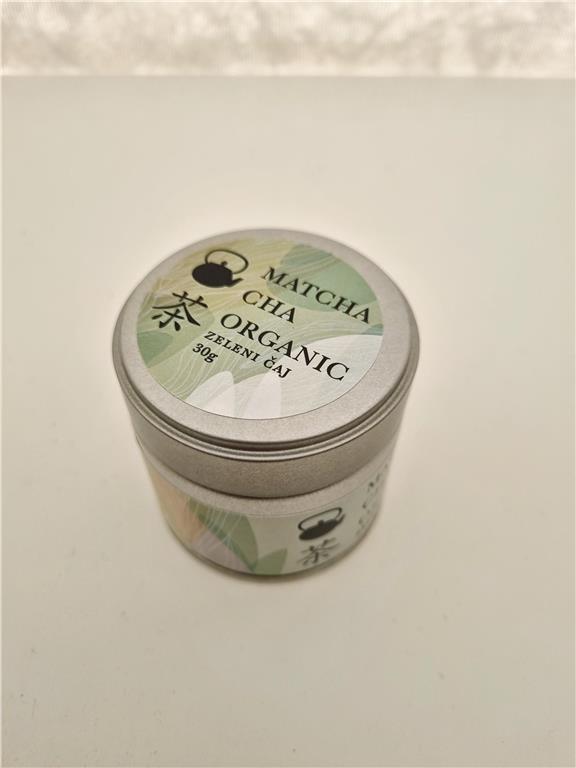 MATCHA
CHA
茶 ORGANIC
ZELENI ČAJ
30g
茶